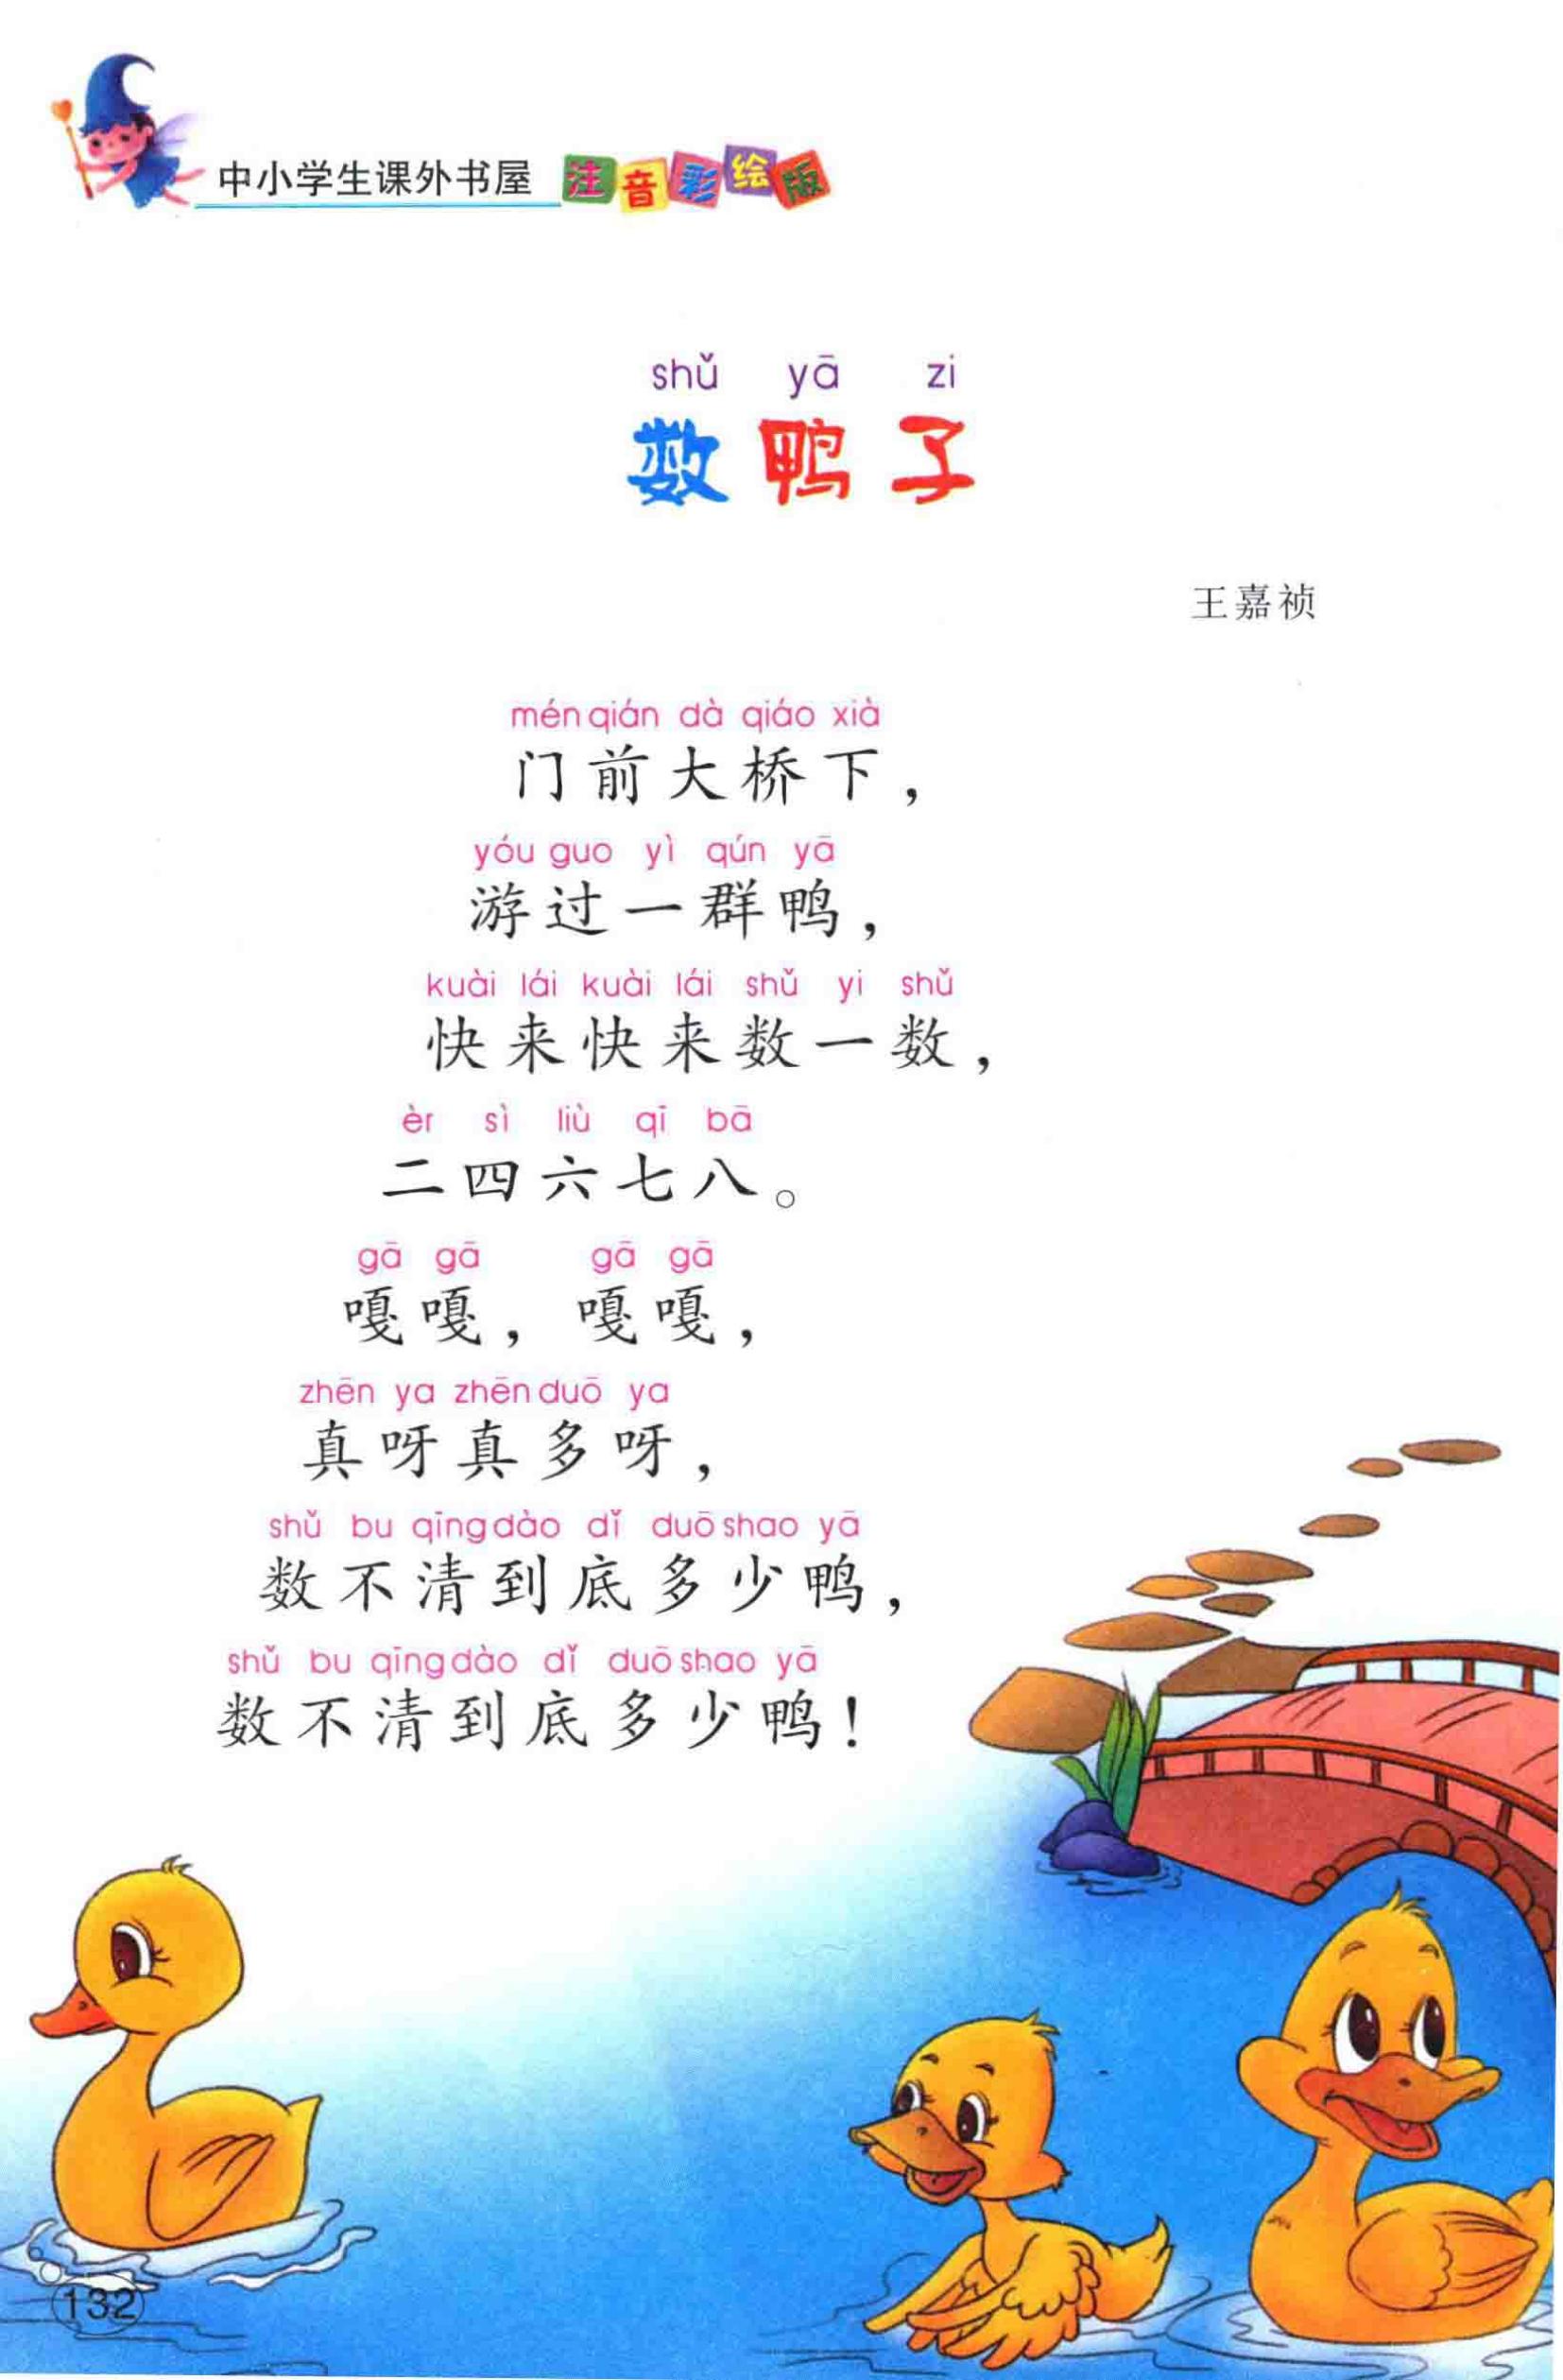 中小学生课外书屋 注音彩绘版
shǔ yā zi
数鸭子
王嘉祯
mén qián dà qiáo xià
门前大桥下，
yóu guo yì qún yā
游过一群鸭，
kuài lái kuài lái shǔ yi shǔ
快来快来数一数，
èr sì liù qī bā
二四六七八。
gā gā gā gā
嘎嘎，嘎嘎，
zhēn ya zhēn duō ya
真呀真多呀，
shǔ bu qīng dào dǐ duō shao yā
数不清到底多少鸭，
shǔ bu qīng dào dǐ duō shao yā
数不清到底多少鸭！
132